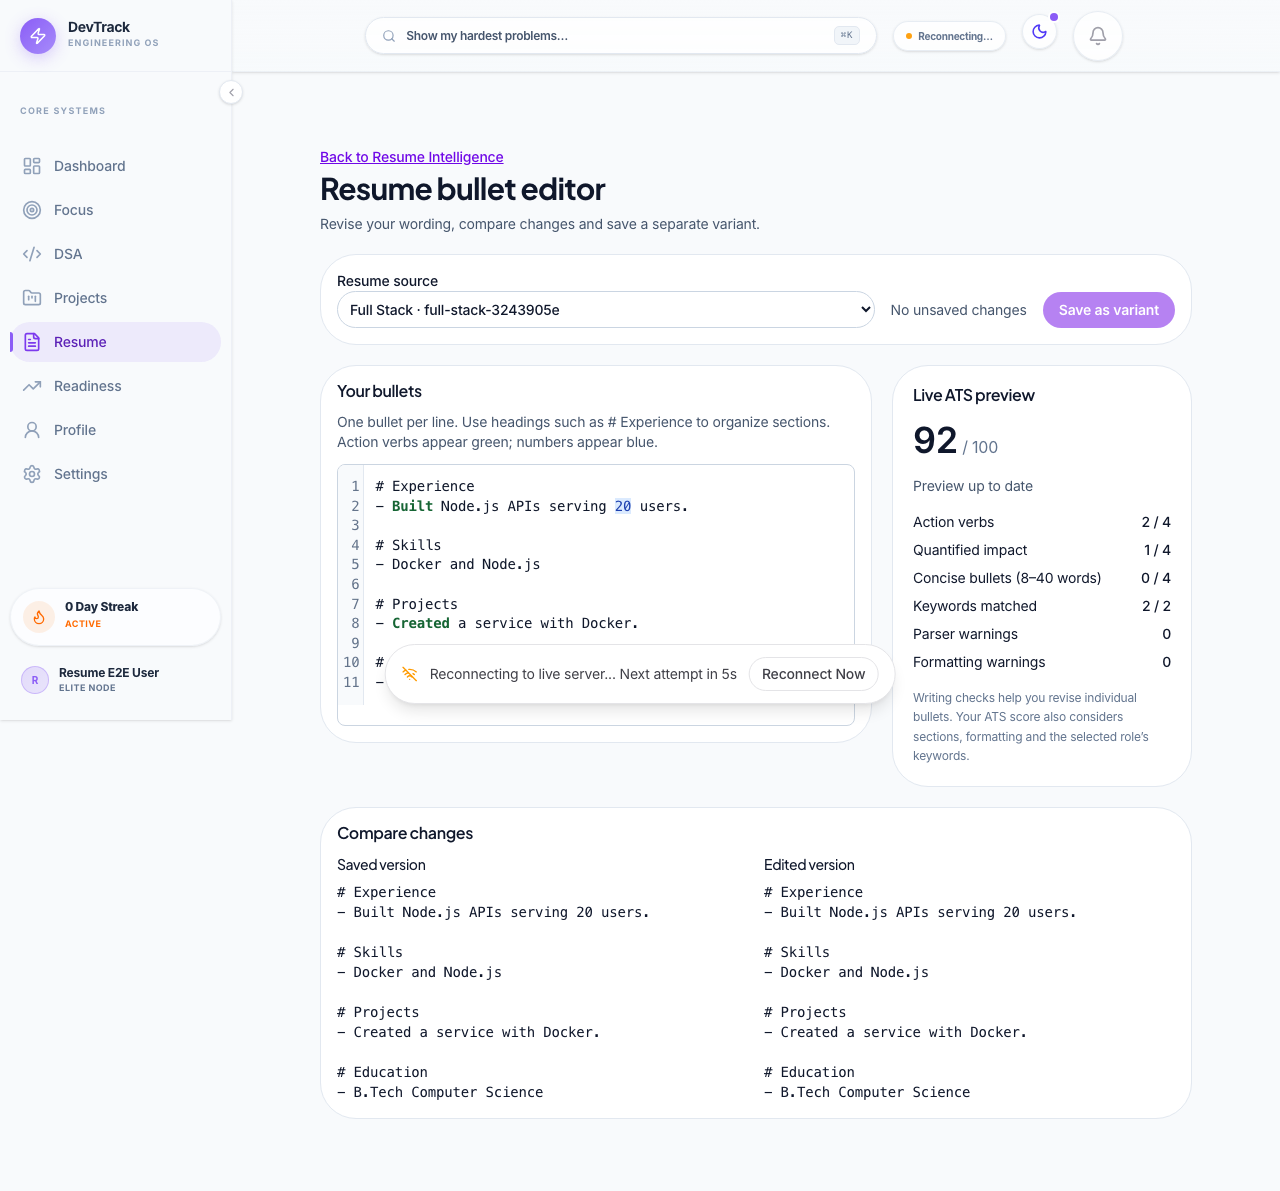 DevTrack
ENGINEERING OS
Show my hardest problems...
⌘K
Reconnecting...
CORE SYSTEMS
Dashboard
Focus
DSA
Projects
Resume
Readiness
Profile
Settings
0 Day Streak
ACTIVE
R
Resume E2E User
ELITE NODE
Back to Resume Intelligence
Resume bullet editor
Revise your wording, compare changes and save a separate variant.
Resume source
Full Stack · full-stack-3243905e
No unsaved changes
Save as variant
Your bullets
One bullet per line. Use headings such as # Experience to organize sections.
Action verbs appear green; numbers appear blue.
1 # Experience
2 - Built Node.js APIs serving 20 users.
3
4 # Skills
5 - Docker and Node.js
6
7 # Projects
8 - Created a service with Docker.
9
10 #
11 -
Reconnecting to live server... Next attempt in 5s
Reconnect Now
Live ATS preview
92 / 100
Preview up to date
Action verbs 2 / 4
Quantified impact 1 / 4
Concise bullets (8–40 words) 0 / 4
Keywords matched 2 / 2
Parser warnings 0
Formatting warnings 0
Writing checks help you revise individual
bullets. Your ATS score also considers
sections, formatting and the selected role's
keywords.
Compare changes
Saved version
# Experience
- Built Node.js APIs serving 20 users.
# Skills
- Docker and Node.js
# Projects
- Created a service with Docker.
# Education
- B.Tech Computer Science
Edited version
# Experience
- Built Node.js APIs serving 20 users.
# Skills
- Docker and Node.js
# Projects
- Created a service with Docker.
# Education
- B.Tech Computer Science